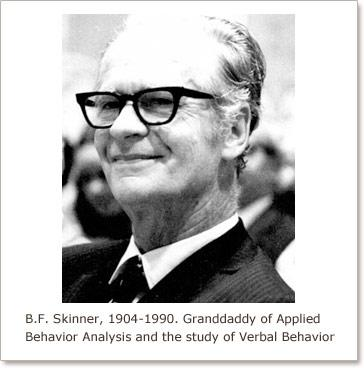 B.F. Skinner, 1904-1990. Granddaddy of Applied
Behavior Analysis and the study of Verbal Behavior